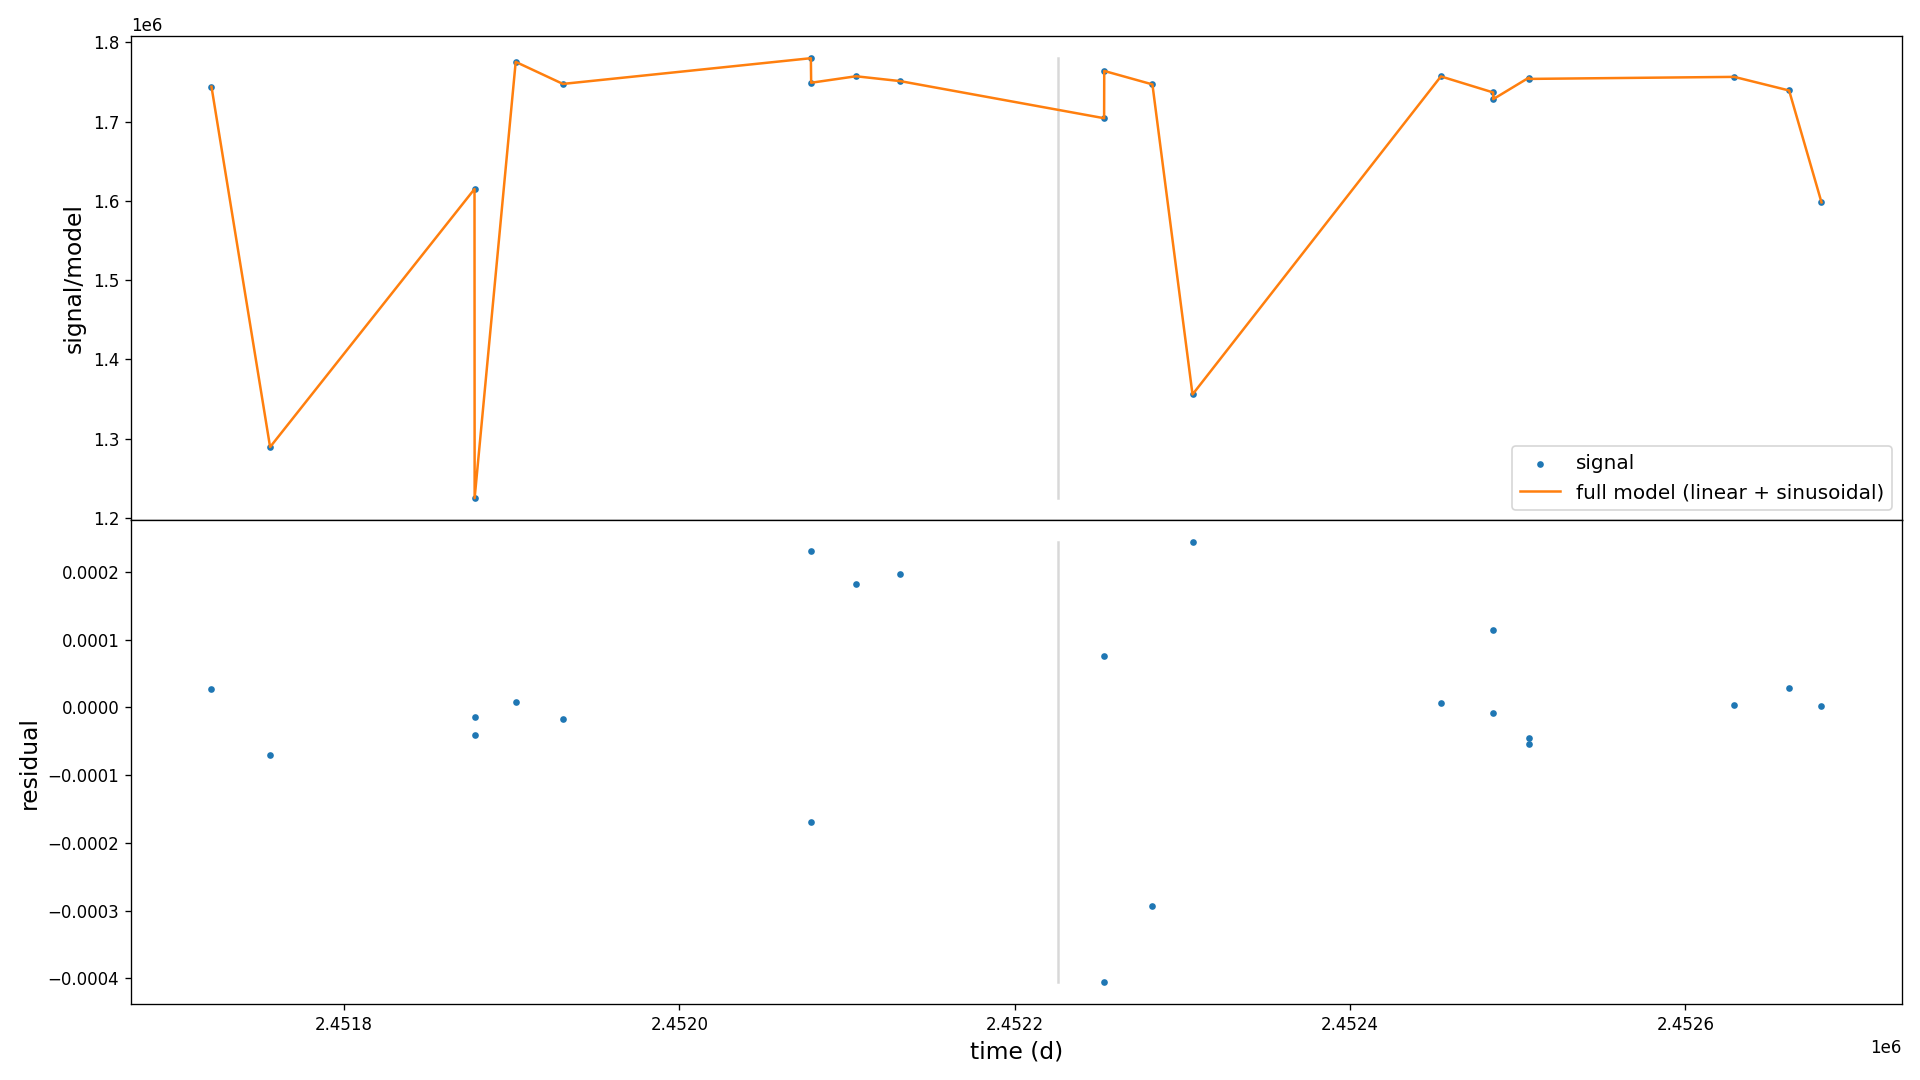 1e6
1.8
1.7
1.6
1.5
1.4
1.3
1.2
signal/model
signal
full model (linear + sinusoidal)
0.0002
0.0001
0.0000
−0.0001
−0.0002
−0.0003
−0.0004
residual
2.4518
2.4520
2.4522
2.4524
2.4526
time (d)
1e6